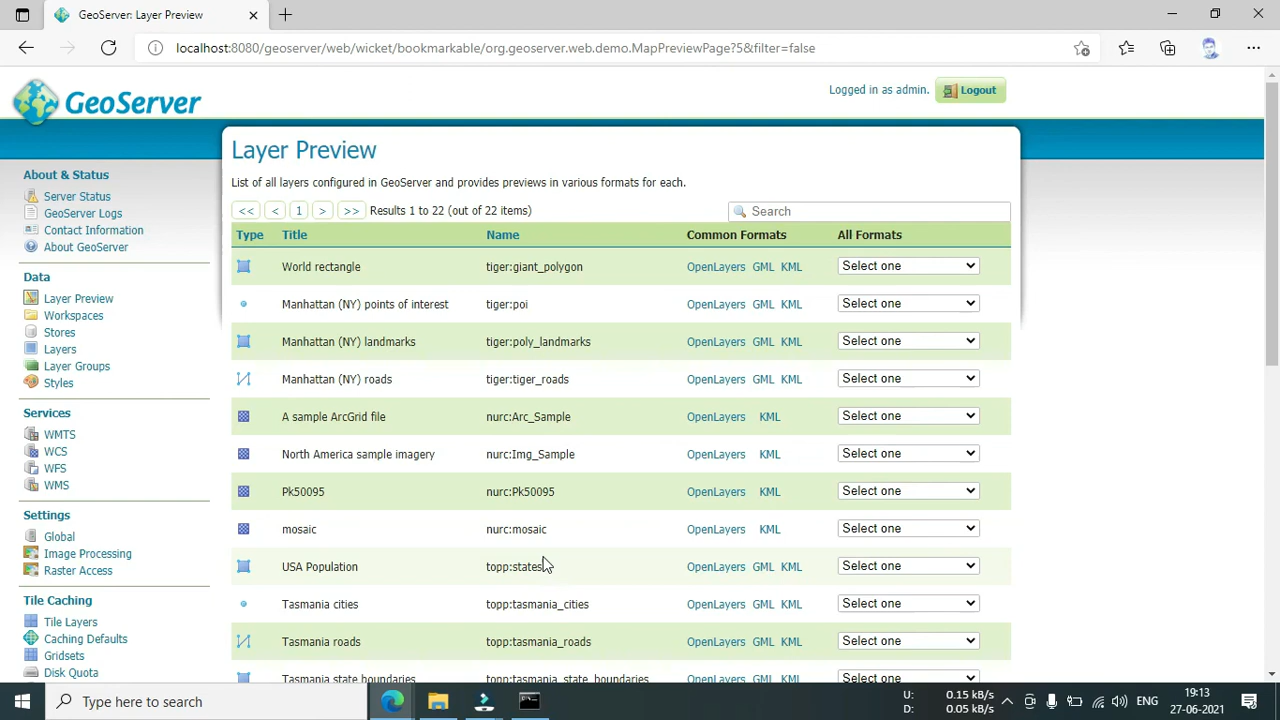 GeoServer: Layer Preview
localhost:8080/geoserver/web/wicket/bookmarkable/org.geoserver.web.demo.MapPreviewPage?5&filter=false
GeoServer
Logged in as admin.
Logout
About & Status
Server Status
GeoServer Logs
Contact Information
About GeoServer
Data
Layer Preview
Workspaces
Stores
Layers
Layer Groups
Styles
Services
WMTS
WCS
WFS
WMS
Settings
Global
Image Processing
Raster Access
Tile Caching
Tile Layers
Caching Defaults
Gridsets
Disk Quota
Layer Preview
List of all layers configured in GeoServer and provides previews in various formats for each.
<< < 1 > >> Results 1 to 22 (out of 22 items)
Search
Type Title Name Common Formats All Formats
World rectangle tiger:giant_polygon OpenLayers GML KML Select one
Manhattan (NY) points of interest tiger:poi OpenLayers GML KML Select one
Manhattan (NY) landmarks tiger:poly_landmarks OpenLayers GML KML Select one
Manhattan (NY) roads tiger:tiger_roads OpenLayers GML KML Select one
A sample ArcGrid file nurc:Arc_Sample OpenLayers KML Select one
North America sample imagery nurc:Img_Sample OpenLayers KML Select one
Pk50095 nurc:Pk50095 OpenLayers KML Select one
mosaic nurc:mosaic OpenLayers KML Select one
USA Population topp:states OpenLayers GML KML Select one
Tasmania cities topp:tasmania_cities OpenLayers GML KML Select one
Tasmania roads topp:tasmania_roads OpenLayers GML KML Select one
Tasmania state boundaries topp:tasmania_state_boundaries OpenLayers GML KML Select one
Type here to search
U: 0.15 kB/s
D: 0.05 kB/s
ENG
19:13
27-06-2021